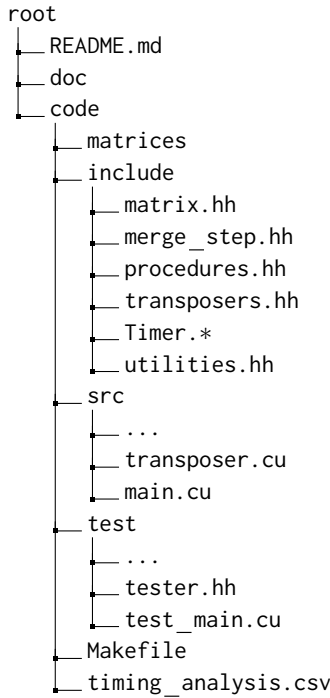 root
README.md
doc
code
matrices
include
matrix.hh
merge_step.hh
procedures.hh
transposers.hh
Timer.*
utilities.hh
src
...
transposer.cu
main.cu
test
...
tester.hh
test_main.cu
Makefile
timing_analysis.csv